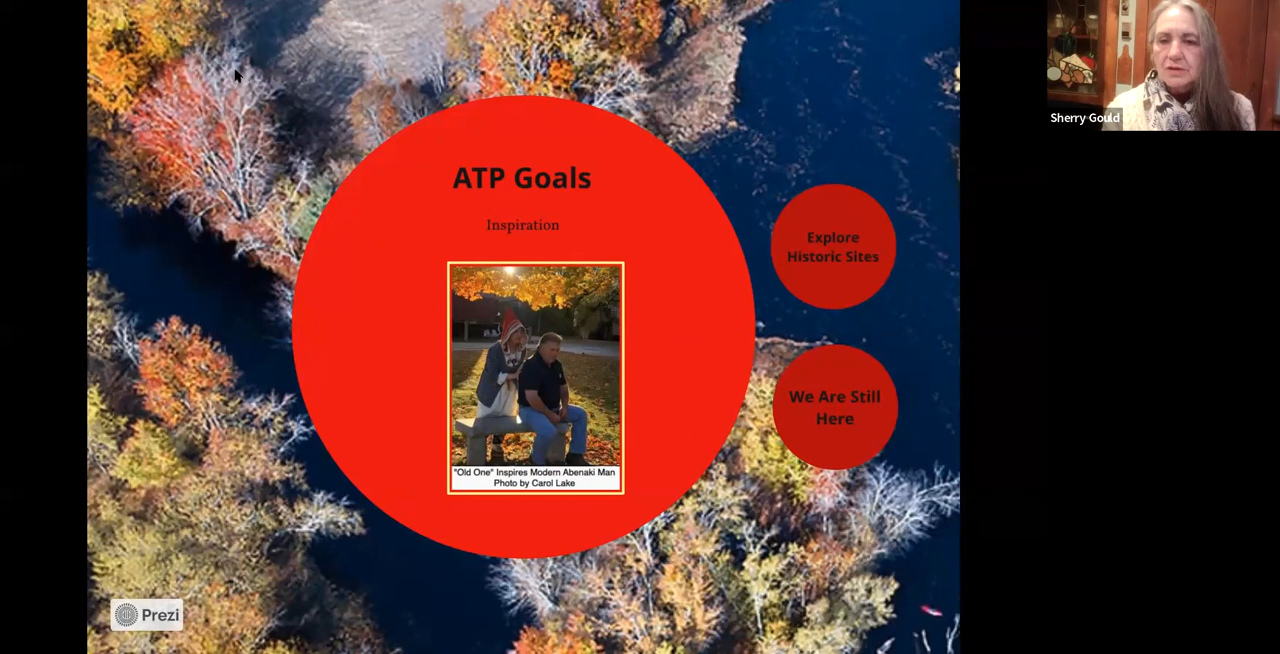 ATP Goals
Inspiration
"Old One" Inspires Modern Abenaki Man
Photo by Carol Lake
Explore
Historic Sites
We Are Still
Here
Prezi
Sherry Gould